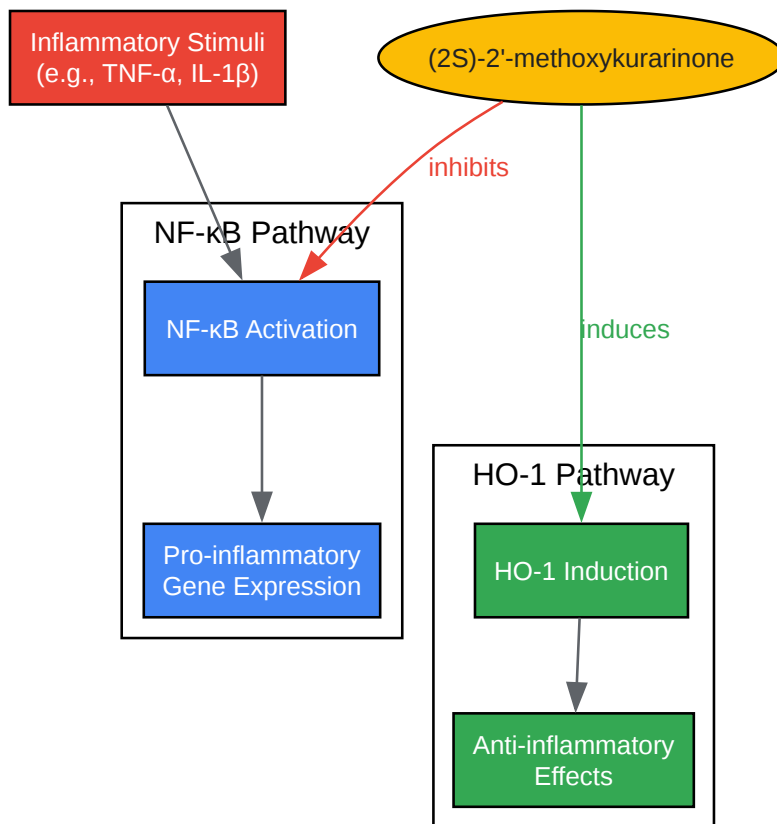 Inflammatory Stimuli
(e.g., TNF-α, IL-1β)
(2S)-2'-methoxykurarinone
inhibits
NF-κB Pathway
NF-κB Activation
induces
HO-1 Pathway
Pro-inflammatory
Gene Expression
HO-1 Induction
Anti-inflammatory
Effects